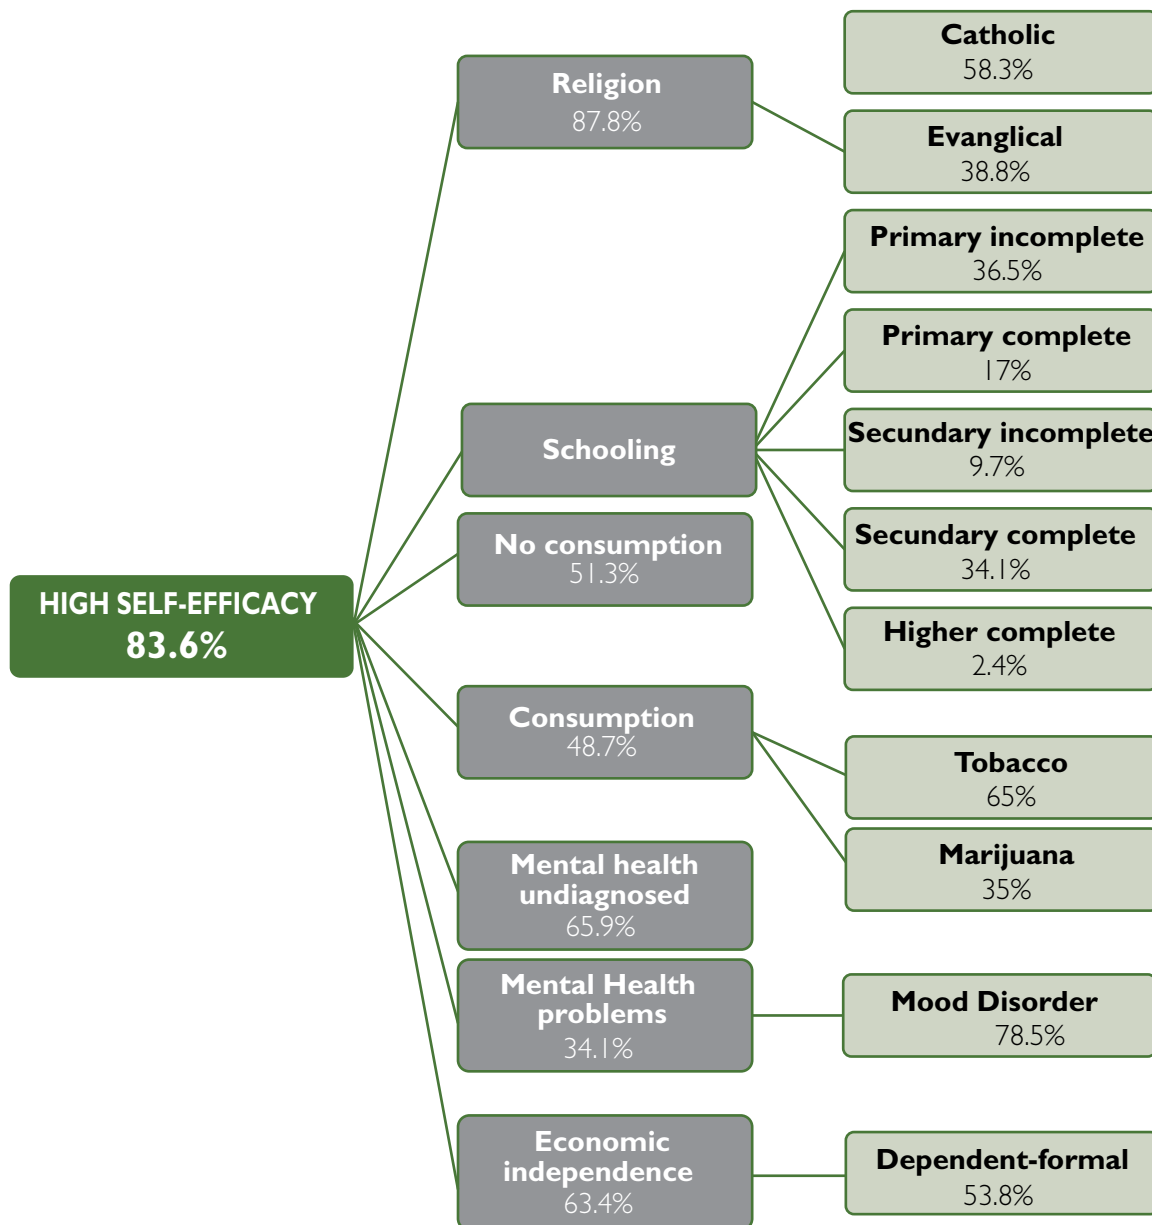 HIGH SELF-EFFICACY
83.6%
Religion
87.8%
Catholic
58.3%
Evanglical
38.8%
Schooling
Primary incomplete
36.5%
Primary complete
17%
Secundary incomplete
9.7%
Secundary complete
34.1%
Higher complete
2.4%
No consumption
51.3%
Consumption
48.7%
Tobacco
65%
Marijuana
35%
Mental health
undiagnosed
65.9%
Mental Health
problems
34.1%
Mood Disorder
78.5%
Economic
independence
63.4%
Dependent-formal
53.8%